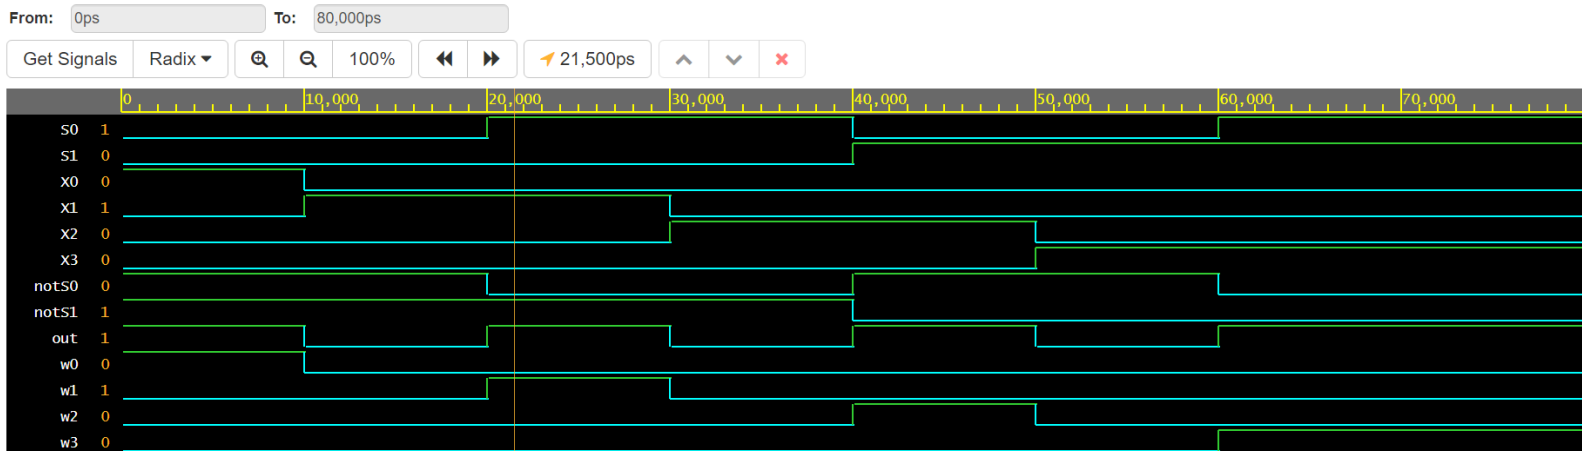 From: 0ps To: 80,000ps
Get Signals Radix 100% 21,500ps
0 10,000 20,000 30,000 40,000 50,000 60,000 70,000
S0 1
S1 0
X0 0
X1 1
X2 0
X3 0
notS0 0
notS1 1
out 1
w0 0
w1 1
w2 0
w3 0